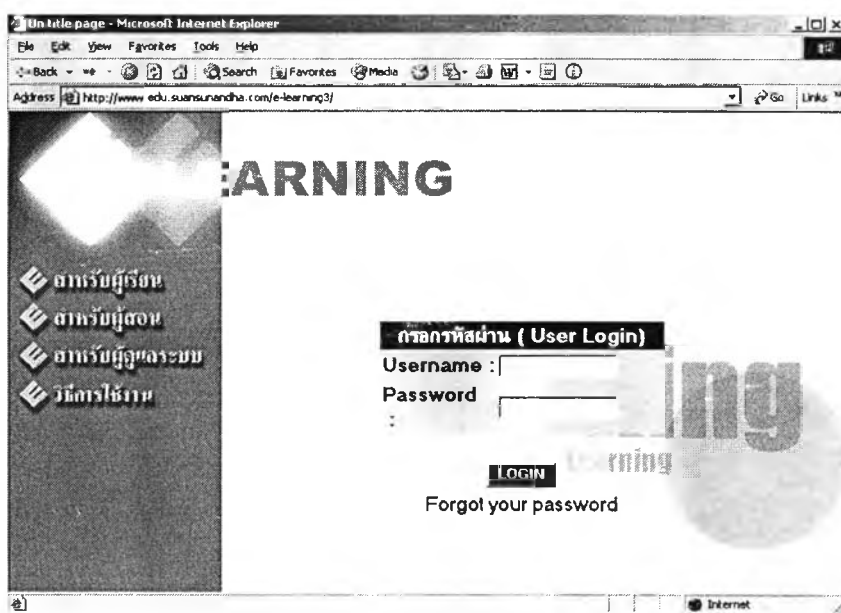 Untitle page - Microsoft Internet Explorer
File Edit View Favorites Tools Help
Back Search Favorites Media
Address http://www.edu.suansunandha.com/e-learning3/ Go Links
EARNING
สำหรับผู้เรียน
สำหรับผู้สอน
สำหรับผู้ดูแลระบบ
วิธีการใช้งาน
กรอกรหัสผ่าน ( User Login)
Username :
Password
:
ing
LOGIN
Forgot your password
Internet